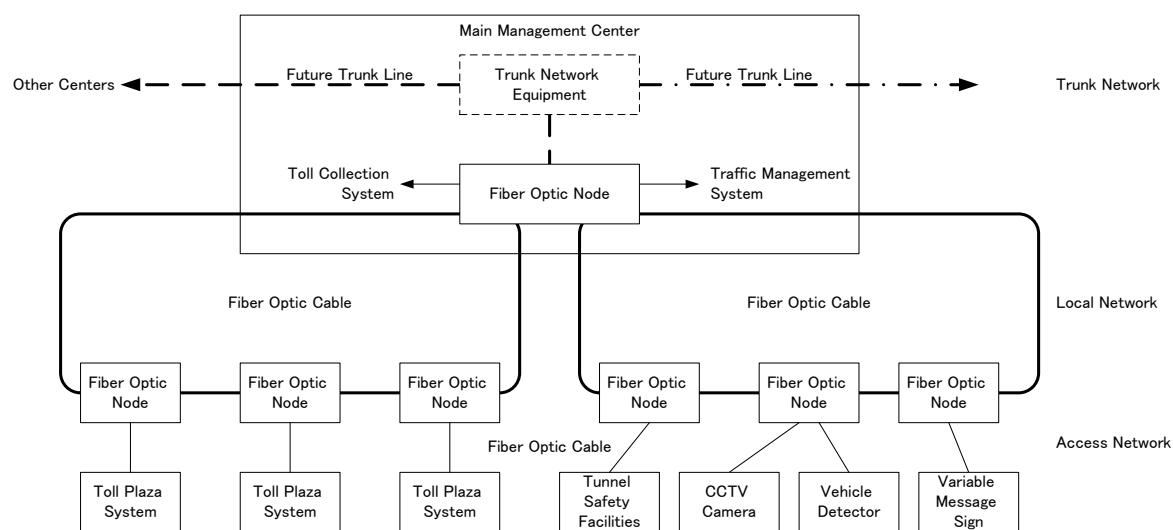 Main Management Center
Other Centers
Future Trunk Line
Trunk Network
Equipment
Future Trunk Line
Trunk Network
Toll Collection
System
Fiber Optic Node
Traffic Management
System
Fiber Optic Cable
Fiber Optic Cable
Local Network
Fiber Optic
Node
Fiber Optic
Node
Fiber Optic
Node
Fiber Optic
Node
Fiber Optic
Node
Fiber Optic
Node
Fiber Optic Cable
Access Network
Toll Plaza
System
Toll Plaza
System
Toll Plaza
System
Tunnel
Safety
Facilities
CCTV
Camera
Vehicle
Detector
Variable
Message
Sign